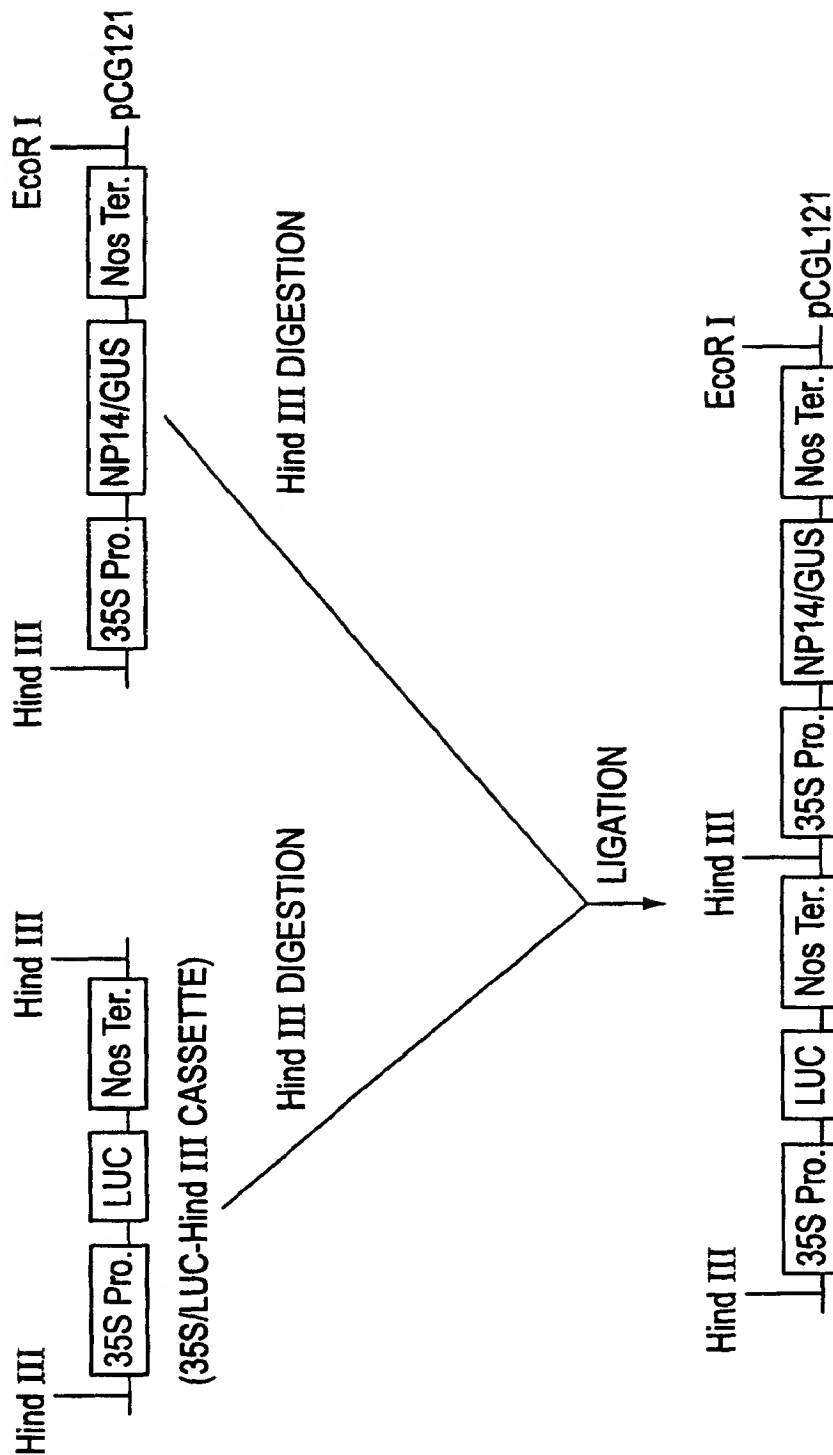 Hind III
Hind III
35S Pro.
LUC
Nos Ter.
(35S/LUC-Hind III CASSETTE)
Hind III
EcoR I
35S Pro.
NP14/GUS
Nos Ter.
pCG121
Hind III DIGESTION
Hind III DIGESTION
LIGATION
Hind III
Hind III
EcoR I
35S Pro.
LUC
Nos Ter.
35S Pro.
NP14/GUS
Nos Ter.
pCGL121